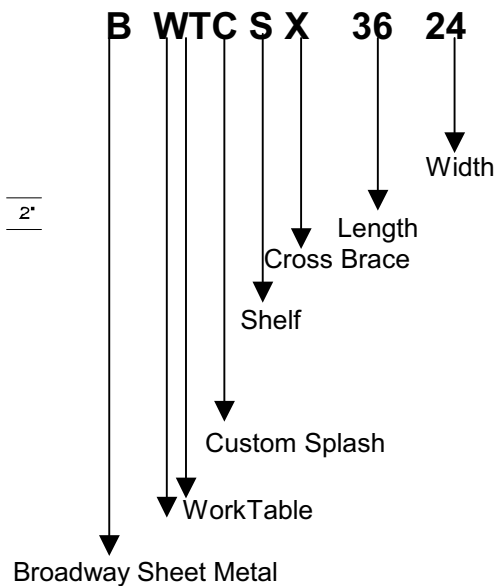 B WTC S X 36 24
Width
2"
Length
Cross Brace
Shelf
Custom Splash
WorkTable
Broadway Sheet Metal